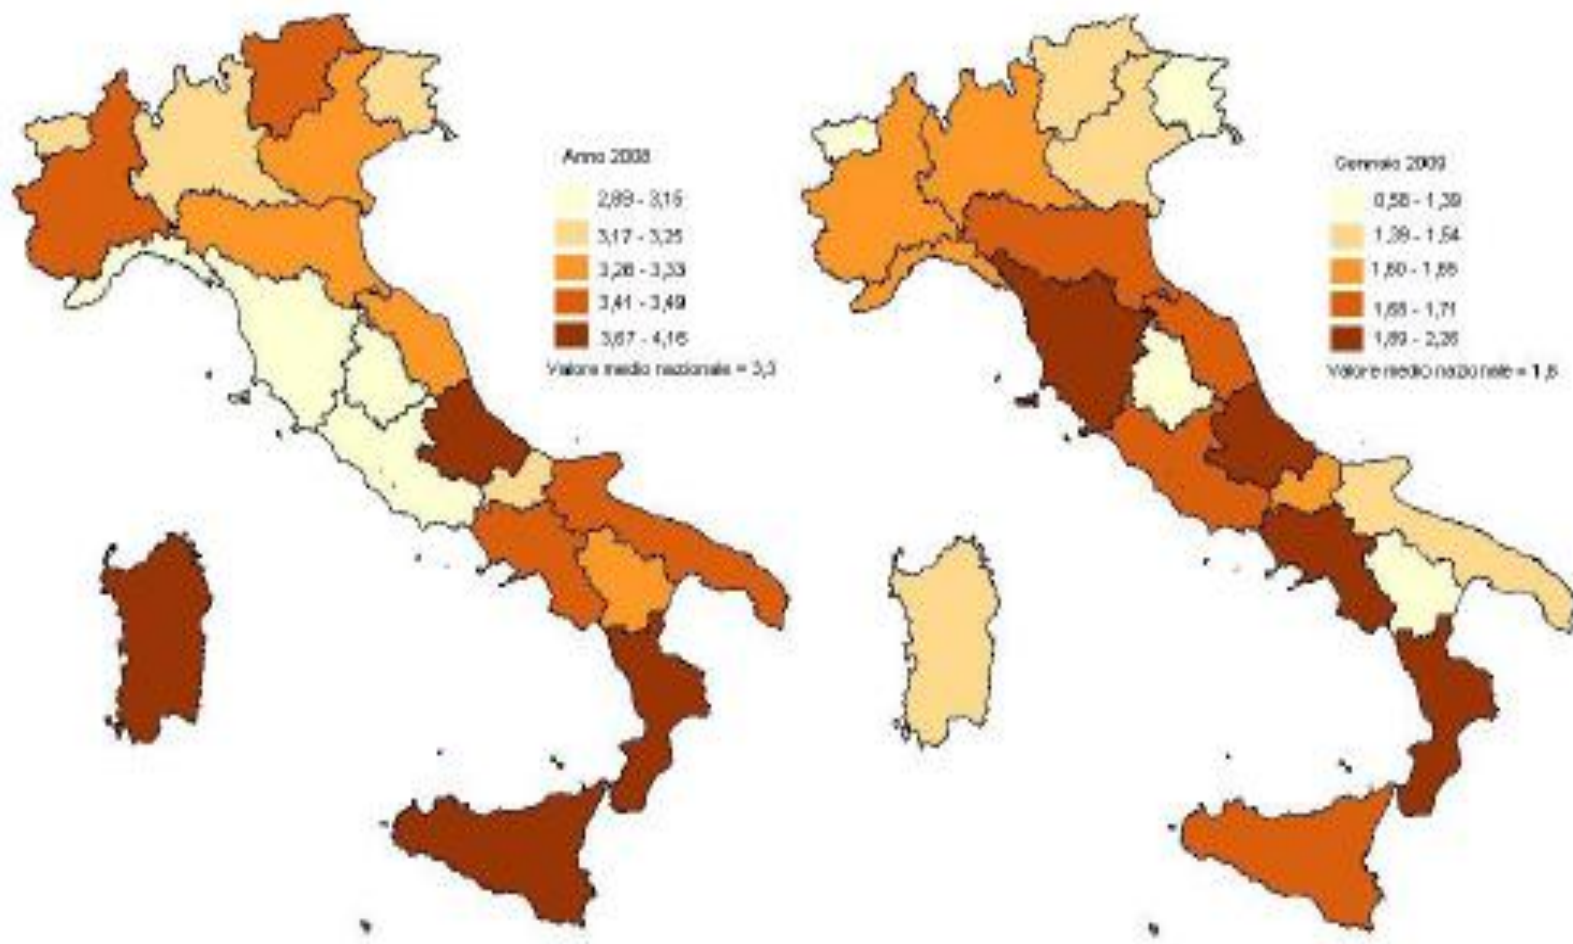 Anno 2008
2,89 - 3,15
3,17 - 3,25
3,28 - 3,33
3,41 - 3,49
3,67 - 4,16
Valore medio nazionale = 3,3
Gennaio 2009
0,58 - 1,39
1,39 - 1,54
1,60 - 1,65
1,68 - 1,71
1,89 - 2,26
Valore medio nazionale = 1,6